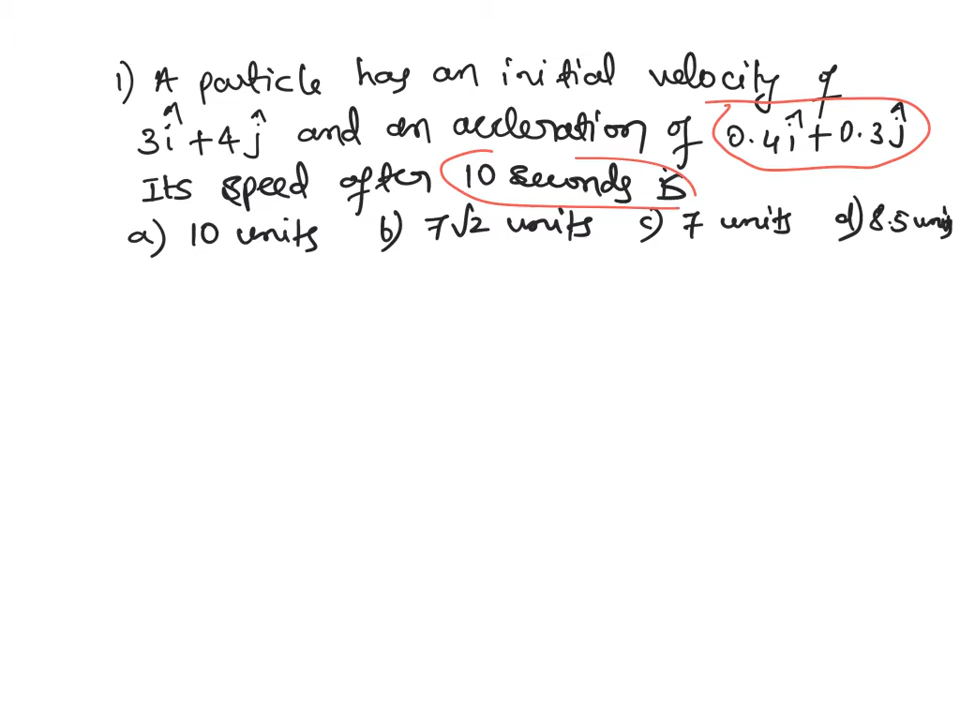 1) A particle has an initial velocity of
3î + 4ĵ and an accleration of 0.4î + 0.3ĵ
Its speed after 10 seconds is
a) 10 units b) 7√2 units c) 7 units d) 8.5 units